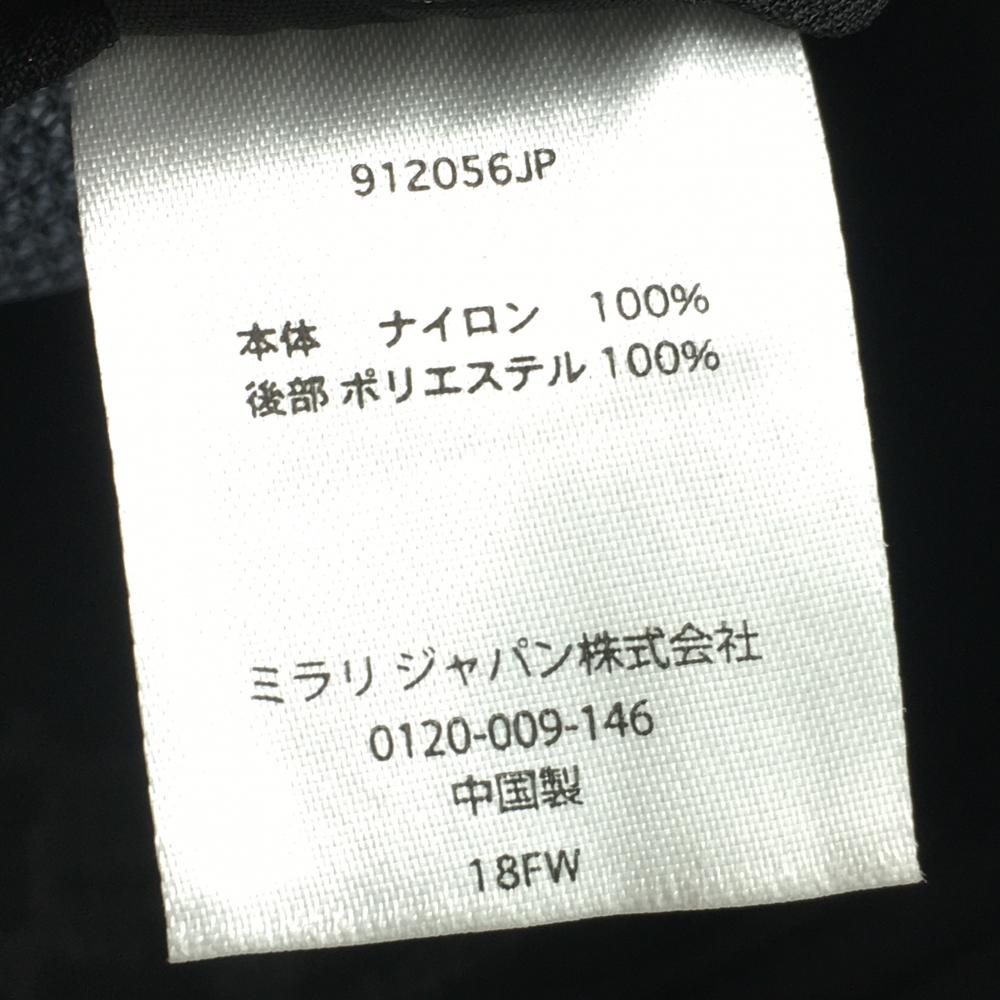 912056JP
本体 ナイロン 100%
後部 ポリエステル 100%
ミラリ ジャパン株式会社
0120-009-146
中国製
18FW